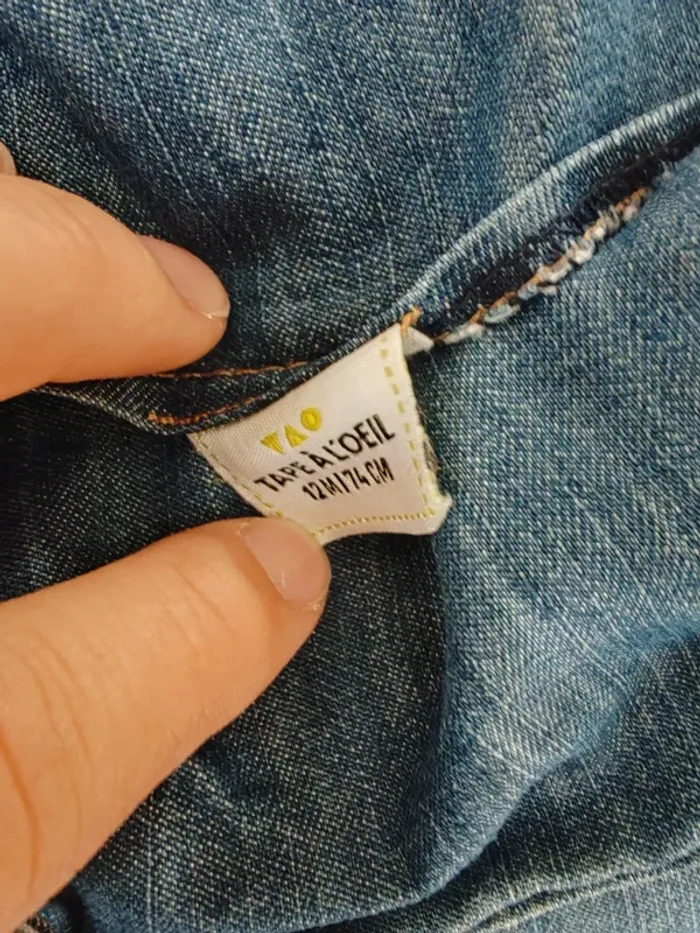 TAO
TAPE À L'OEIL
12M/74 CM